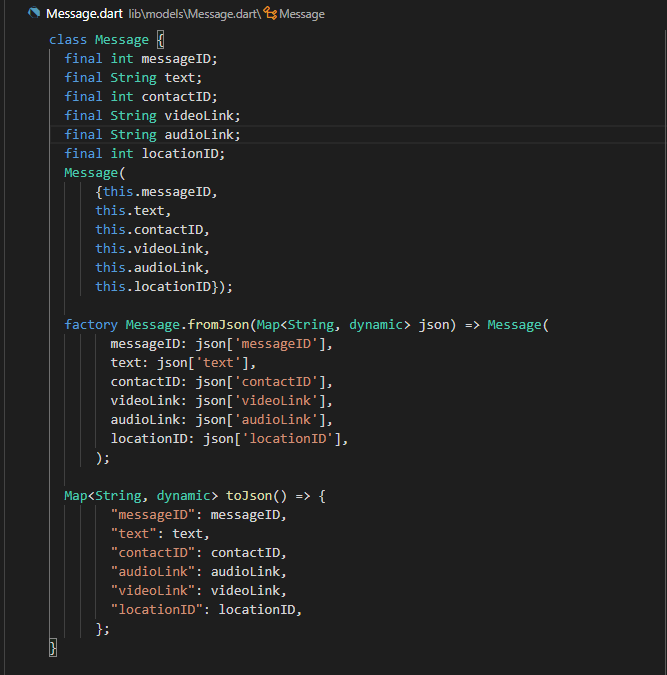 Message.dart lib\models\Message.dart\ Message
class Message {
final int messageID;
final String text;
final int contactID;
final String videoLink;
final String audioLink;
final int locationID;
Message(
{this.messageID,
this.text,
this.contactID,
this.videoLink,
this.audioLink,
this.locationID});
factory Message.fromJson(Map<String, dynamic> json) => Message(
messageID: json['messageID'],
text: json['text'],
contactID: json['contactID'],
videoLink: json['videoLink'],
audioLink: json['audioLink'],
locationID: json['locationID'],
);
Map<String, dynamic> toJson() => {
"messageID": messageID,
"text": text,
"contactID": contactID,
"audioLink": audioLink,
"videoLink": videoLink,
"locationID": locationID,
};
}